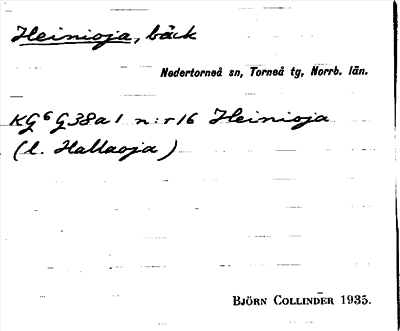 Heinioja, bäck
Nedertorneå sn, Torneå tg, Norrb. län.
KG⁶ G38a1 n:r16 Heinioja
(l. Hallaoja)
BJÖRN COLLINDER 1935.